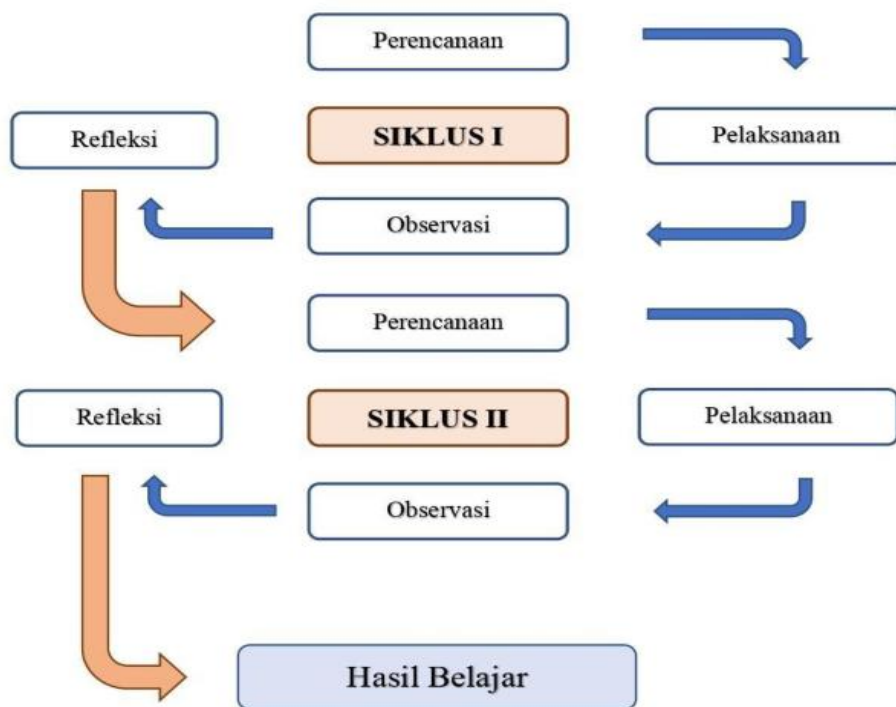 Perencanaan
Refleksi
SIKLUS I
Pelaksanaan
Observasi
Perencanaan
Refleksi
SIKLUS II
Pelaksanaan
Observasi
Hasil Belajar